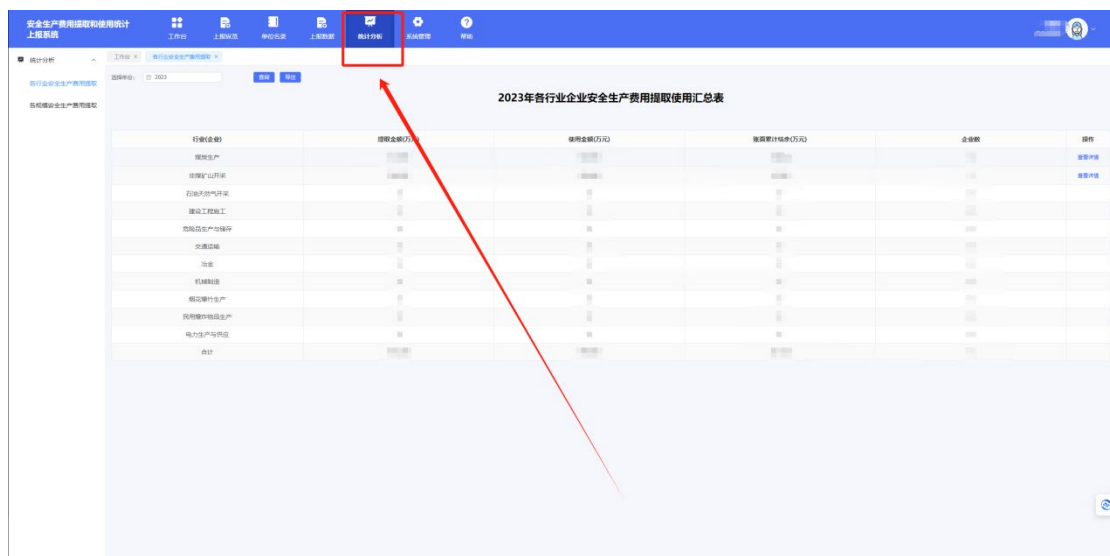 安全生产费用提取和使用统计
上报系统
工作台
上报纵览
单位名录
上报数据
统计分析
系统管理
帮助
统计分析
工作台 ×
各行业安全生产费用提取 ×
各行业安全生产费用提取
各规模安全生产费用提取
选择年份：
2023
查询
导出
2023年各行业企业安全生产费用提取使用汇总表
行业(企业) 提取金额(万元) 使用金额(万元) 账面累计结余(万元) 企业数 操作
煤炭生产 查看详情
非煤矿山开采 查看详情
石油天然气开采
建设工程施工
危险品生产与储存
交通运输
冶金
机械制造
烟花爆竹生产
民用爆炸物品生产
电力生产与供应
合计